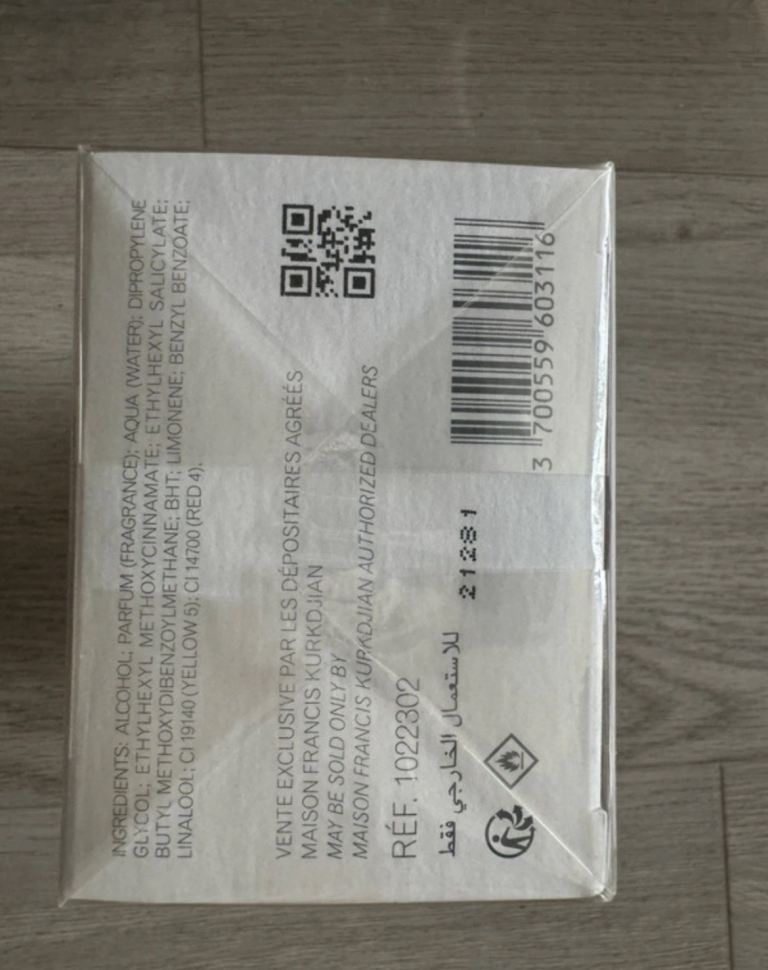 INGREDIENTS: ALCOHOL; PARFUM (FRAGRANCE); AQUA (WATER); DIPROPYLENE
GLYCOL; ETHYLHEXYL METHOXYCINNAMATE; ETHYLHEXYL SALICYLATE;
BUTYL METHOXYDIBENZOYLMETHANE; BHT; LIMONENE; BENZYL BENZOATE;
LINALOOL; CI 19140 (YELLOW 5); CI 14700 (RED 4).
VENTE EXCLUSIVE PAR LES DÉPOSITAIRES AGRÉÉS
MAISON FRANCIS KURKDJIAN
MAY BE SOLD ONLY BY
MAISON FRANCIS KURKDJIAN AUTHORIZED DEALERS
RÉF. 1022302
للاستعمال الخارجي فقط
21281
3 700559 603116